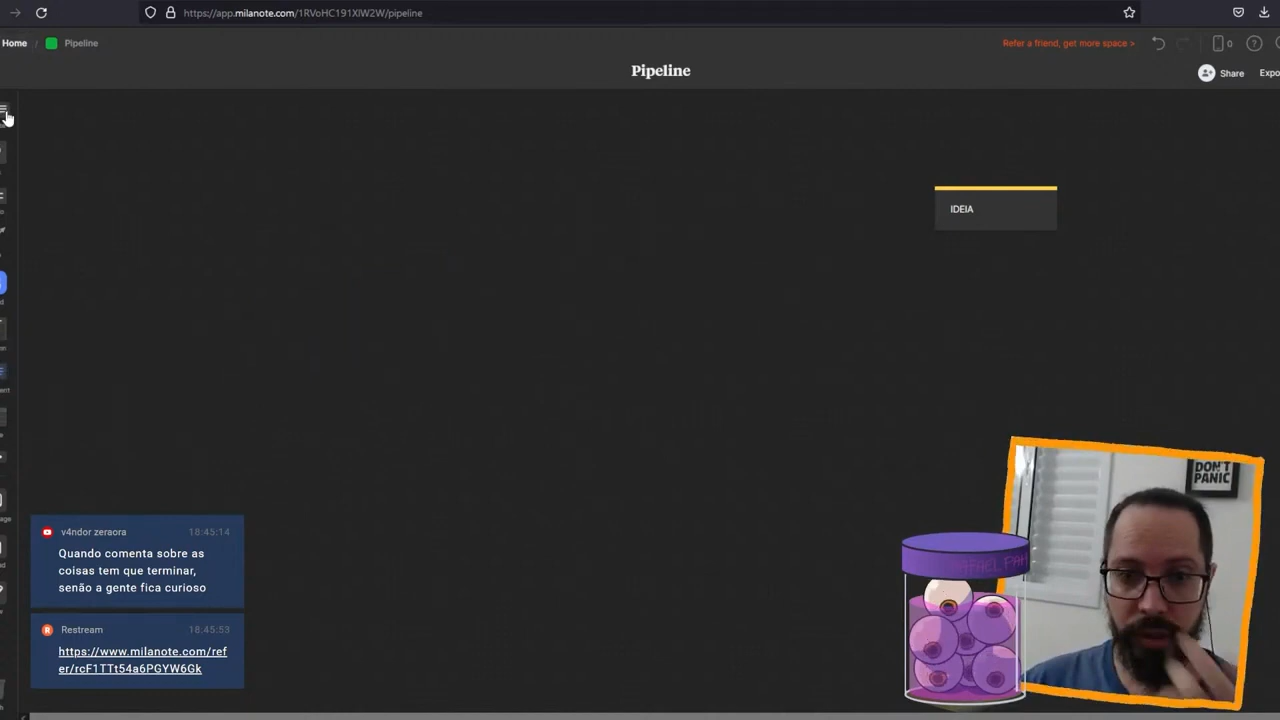 https://app.milanote.com/1RVoHC191XlW2W/pipeline
Home / Pipeline
Refer a friend, get more space >
0
?
Pipeline
Share
Expo
IDEIA
DON'T
PANIC
v4ndor zeraora 18:45:14
Quando comenta sobre as
coisas tem que terminar,
senão a gente fica curioso
R Restream 18:45:53
https://www.milanote.com/ref
er/rcF1TTt54a6PGYW6Gk